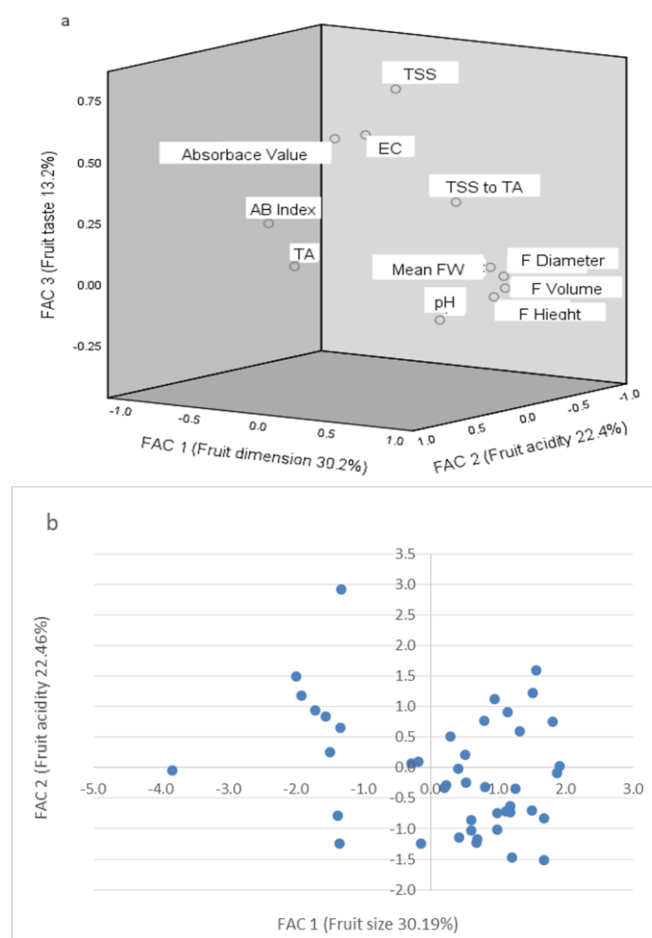 a
TSS
0.75
Absorbace Value
EC
0.50
TSS to TA
AB Index
0.25
TA
Mean FW
F Diameter
0.00
F Volume
pH
F Hieght
-0.25
FAC 3 (Fruit taste 13.2%)
-1.0 -0.5 0.0 0.5 1.0
1.0 0.5 0.0 -0.5 -1.0
FAC 1 (Fruit dimension 30.2%)
FAC 2 (Fruit acidity 22.4%)
b
3.5
3.0
2.5
2.0
1.5
1.0
0.5
0.0
-5.0 -4.0 -3.0 -2.0 -1.0 0.0 1.0 2.0 3.0
-0.5
-1.0
-1.5
-2.0
FAC 2 (Fruit acidity 22.46%)
FAC 1 (Fruit size 30.19%)